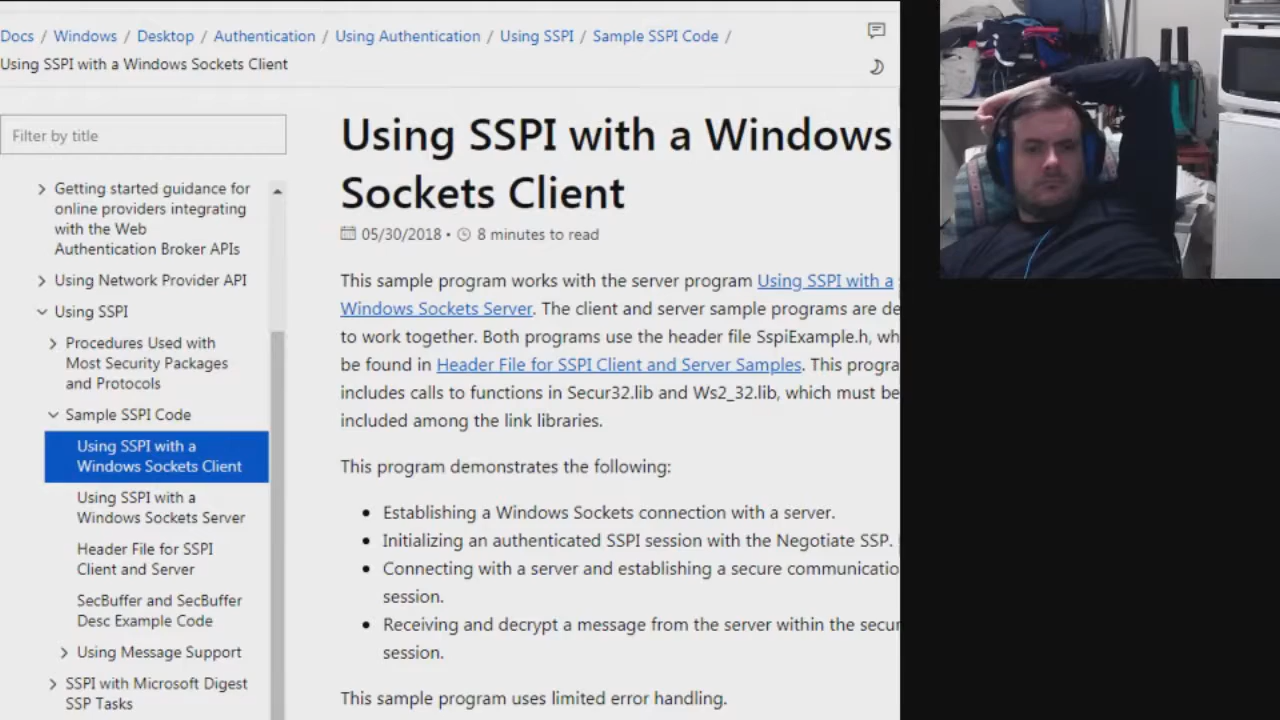 Docs / Windows / Desktop / Authentication / Using Authentication / Using SSPI / Sample SSPI Code /
Using SSPI with a Windows Sockets Client
Filter by title
Getting started guidance for
online providers integrating
with the Web
Authentication Broker APIs
Using Network Provider API
Using SSPI
Procedures Used with
Most Security Packages
and Protocols
Sample SSPI Code
Using SSPI with a
Windows Sockets Client
Using SSPI with a
Windows Sockets Server
Header File for SSPI
Client and Server
SecBuffer and SecBuffer
Desc Example Code
Using Message Support
SSPI with Microsoft Digest
SSP Tasks
Using SSPI with a Windows
Sockets Client
05/30/2018 • 8 minutes to read
This sample program works with the server program Using SSPI with a
Windows Sockets Server. The client and server sample programs are de
to work together. Both programs use the header file SspiExample.h, wh
be found in Header File for SSPI Client and Server Samples. This progra
includes calls to functions in Secur32.lib and Ws2_32.lib, which must be
included among the link libraries.
This program demonstrates the following:
• Establishing a Windows Sockets connection with a server.
• Initializing an authenticated SSPI session with the Negotiate SSP.
• Connecting with a server and establishing a secure communicatio
session.
• Receiving and decrypt a message from the server within the secur
session.
This sample program uses limited error handling.